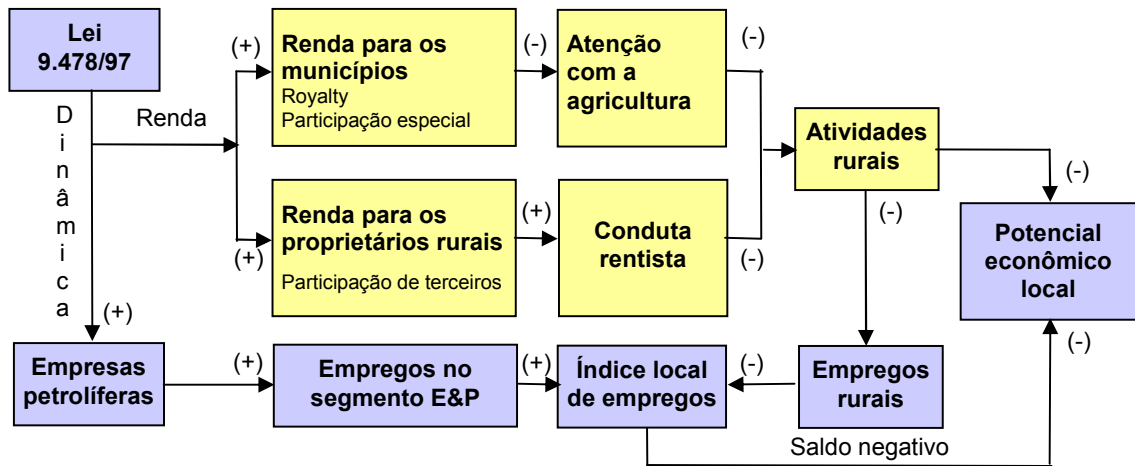 Lei
9.478/97
Dinâmica
Renda
(+)
Renda para os
municípios
Royalty
Participação especial
(-)
Atenção
com a
agricultura
(-)
(+)
Renda para os
proprietários rurais
Participação de terceiros
(+)
Conduta
rentista
(-)
Atividades
rurais
(-)
(-)
Potencial
econômico
local
(-)
(+)
Empresas
petrolíferas
(+)
Empregos no
segmento E&P
(+)
Índice local
de empregos
(-)
Empregos
rurais
Saldo negativo